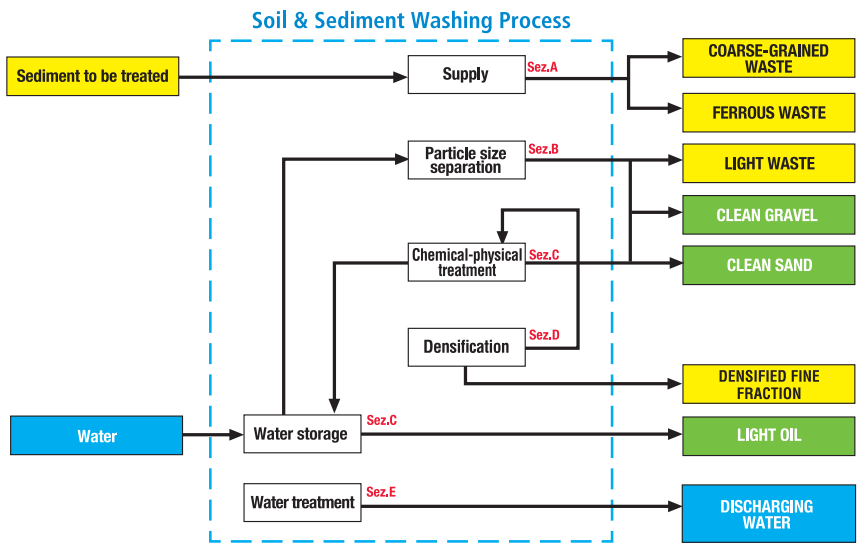 Soil & Sediment Washing Process
Sediment to be treated
Supply
Sez.A
COARSE-GRAINED
WASTE
FERROUS WASTE
Particle size
separation
Sez.B
LIGHT WASTE
CLEAN GRAVEL
Chemical-physical
treatment
Sez.C
CLEAN SAND
Densification
Sez.D
DENSIFIED FINE
FRACTION
Water
Water storage
Sez.C
LIGHT OIL
Water treatment
Sez.E
DISCHARGING
WATER